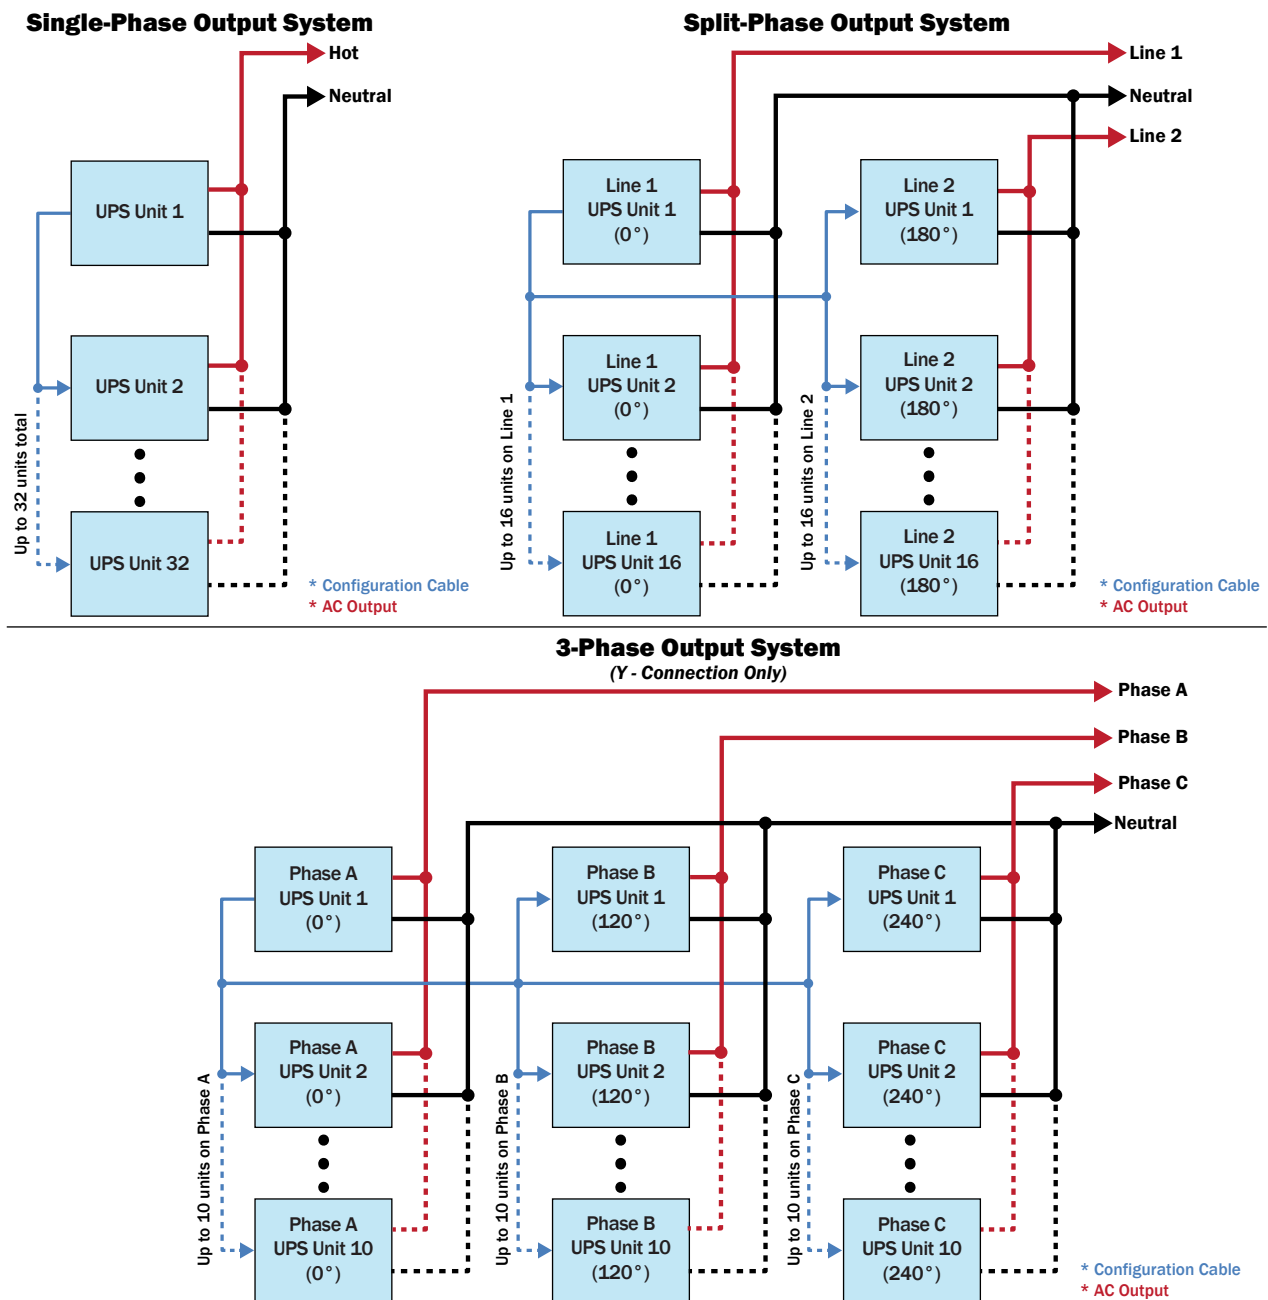 Single-Phase Output System
Hot
Neutral
UPS Unit 1
UPS Unit 2
UPS Unit 32
Up to 32 units total
* Configuration Cable
* AC Output
Split-Phase Output System
Line 1
Neutral
Line 2
Line 1
UPS Unit 1
(0°)
Line 2
UPS Unit 1
(180°)
Line 1
UPS Unit 2
(0°)
Line 2
UPS Unit 2
(180°)
Up to 16 units on Line 1
Up to 16 units on Line 2
Line 1
UPS Unit 16
(0°)
Line 2
UPS Unit 16
(180°)
* Configuration Cable
* AC Output
3-Phase Output System
(Y - Connection Only)
Phase A
Phase B
Phase C
Neutral
Phase A
UPS Unit 1
(0°)
Phase B
UPS Unit 1
(120°)
Phase C
UPS Unit 1
(240°)
Phase A
UPS Unit 2
(0°)
Phase B
UPS Unit 2
(120°)
Phase C
UPS Unit 2
(240°)
Up to 10 units on Phase A
Up to 10 units on Phase B
Up to 10 units on Phase C
Phase A
UPS Unit 10
(0°)
Phase B
UPS Unit 10
(120°)
Phase C
UPS Unit 10
(240°)
* Configuration Cable
* AC Output